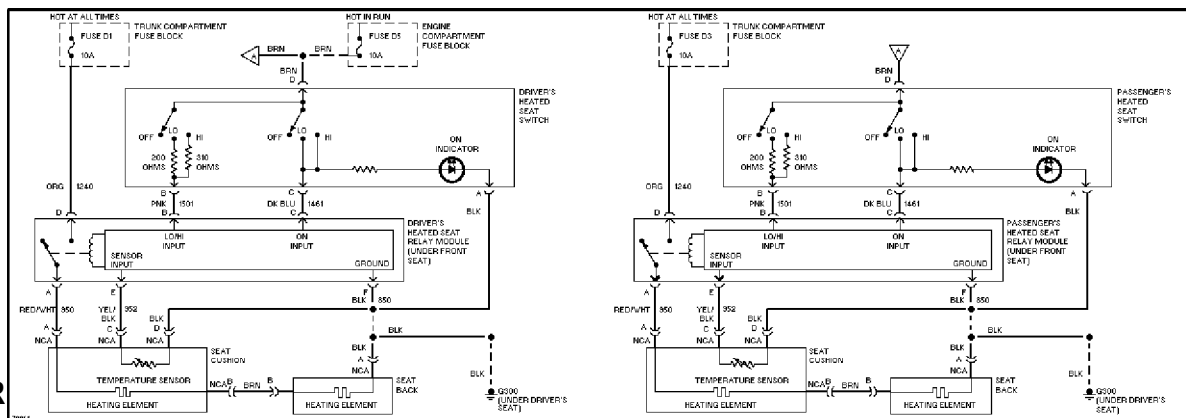 HOT AT ALL TIMES
FUSE D1
10A
TRUNK COMPARTMENT
FUSE BLOCK
HOT IN RUN
FUSE D5
10A
ENGINE
COMPARTMENT
FUSE BLOCK
A
BRN
BRN
BRN
D
DRIVER'S
HEATED
SEAT
SWITCH
OFF
LO
HI
200
OHMS
310
OHMS
OFF
LO
HI
ON
INDICATOR
ORG
1240
B
PNK
1501
B
C
DK BLU
1461
C
A
BLK
D
DRIVER'S
HEATED SEAT
RELAY MODULE
(UNDER FRONT
SEAT)
LO/HI
INPUT
ON
INPUT
SENSOR
INPUT
GROUND
A
E
F
RED/WHT
950
YEL/
BLK
952
BLK
850
A
NCA
C
NCA
BLK
D
NCA
BLK
BLK
BLK
A
NCA
SEAT
CUSHION
TEMPERATURE SENSOR
HEATING ELEMENT
NCA
B
BRN
B
HEATING ELEMENT
SEAT
BACK
G300
(UNDER DRIVER'S
SEAT)
HOT AT ALL TIMES
FUSE D3
10A
TRUNK COMPARTMENT
FUSE BLOCK
A
BRN
D
PASSENGER'S
HEATED
SEAT
SWITCH
OFF
LO
HI
200
OHMS
310
OHMS
OFF
LO
HI
ON
INDICATOR
ORG
1240
B
PNK
1501
B
C
DK BLU
1461
C
A
BLK
D
PASSENGER'S
HEATED SEAT
RELAY MODULE
(UNDER FRONT
SEAT)
LO/HI
INPUT
ON
INPUT
SENSOR
INPUT
GROUND
A
E
F
RED/WHT
950
YEL/
BLK
952
BLK
850
A
NCA
C
NCA
BLK
D
NCA
BLK
BLK
BLK
A
NCA
SEAT
CUSHION
TEMPERATURE SENSOR
HEATING ELEMENT
NCA
B
BRN
B
HEATING ELEMENT
SEAT
BACK
G300
(UNDER DRIVER'S
SEAT)
R